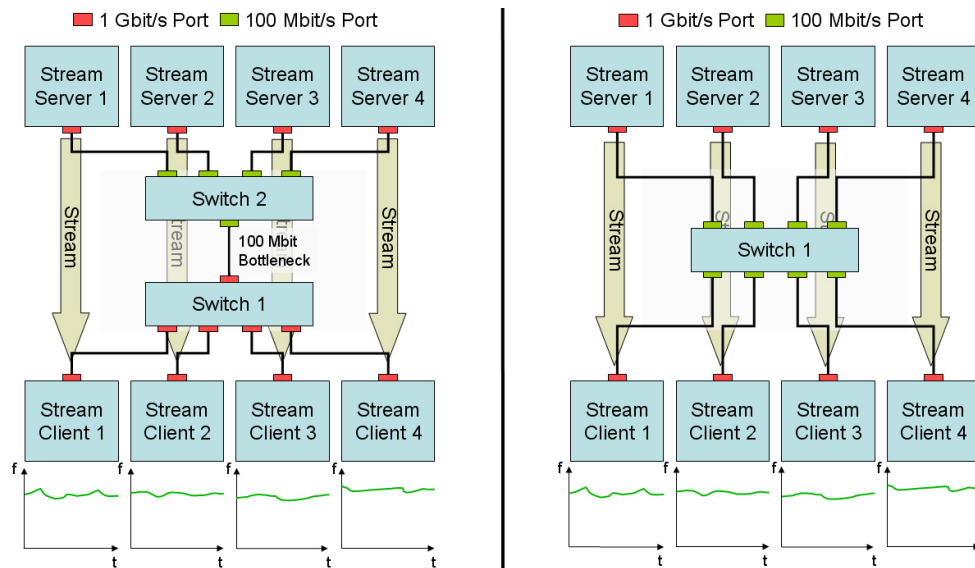 1 Gbit/s Port 100 Mbit/s Port
Stream Server 1
Stream Server 2
Stream Server 3
Stream Server 4
Switch 2
Stream
Stream
Stream
Stream
100 Mbit
Bottleneck
Switch 1
Stream Client 1
Stream Client 2
Stream Client 3
Stream Client 4
f
f
f
f
t
t
t
t
1 Gbit/s Port 100 Mbit/s Port
Stream Server 1
Stream Server 2
Stream Server 3
Stream Server 4
Stream
Stream
Switch 1
Stream Client 1
Stream Client 2
Stream Client 3
Stream Client 4
f
f
f
f
t
t
t
t